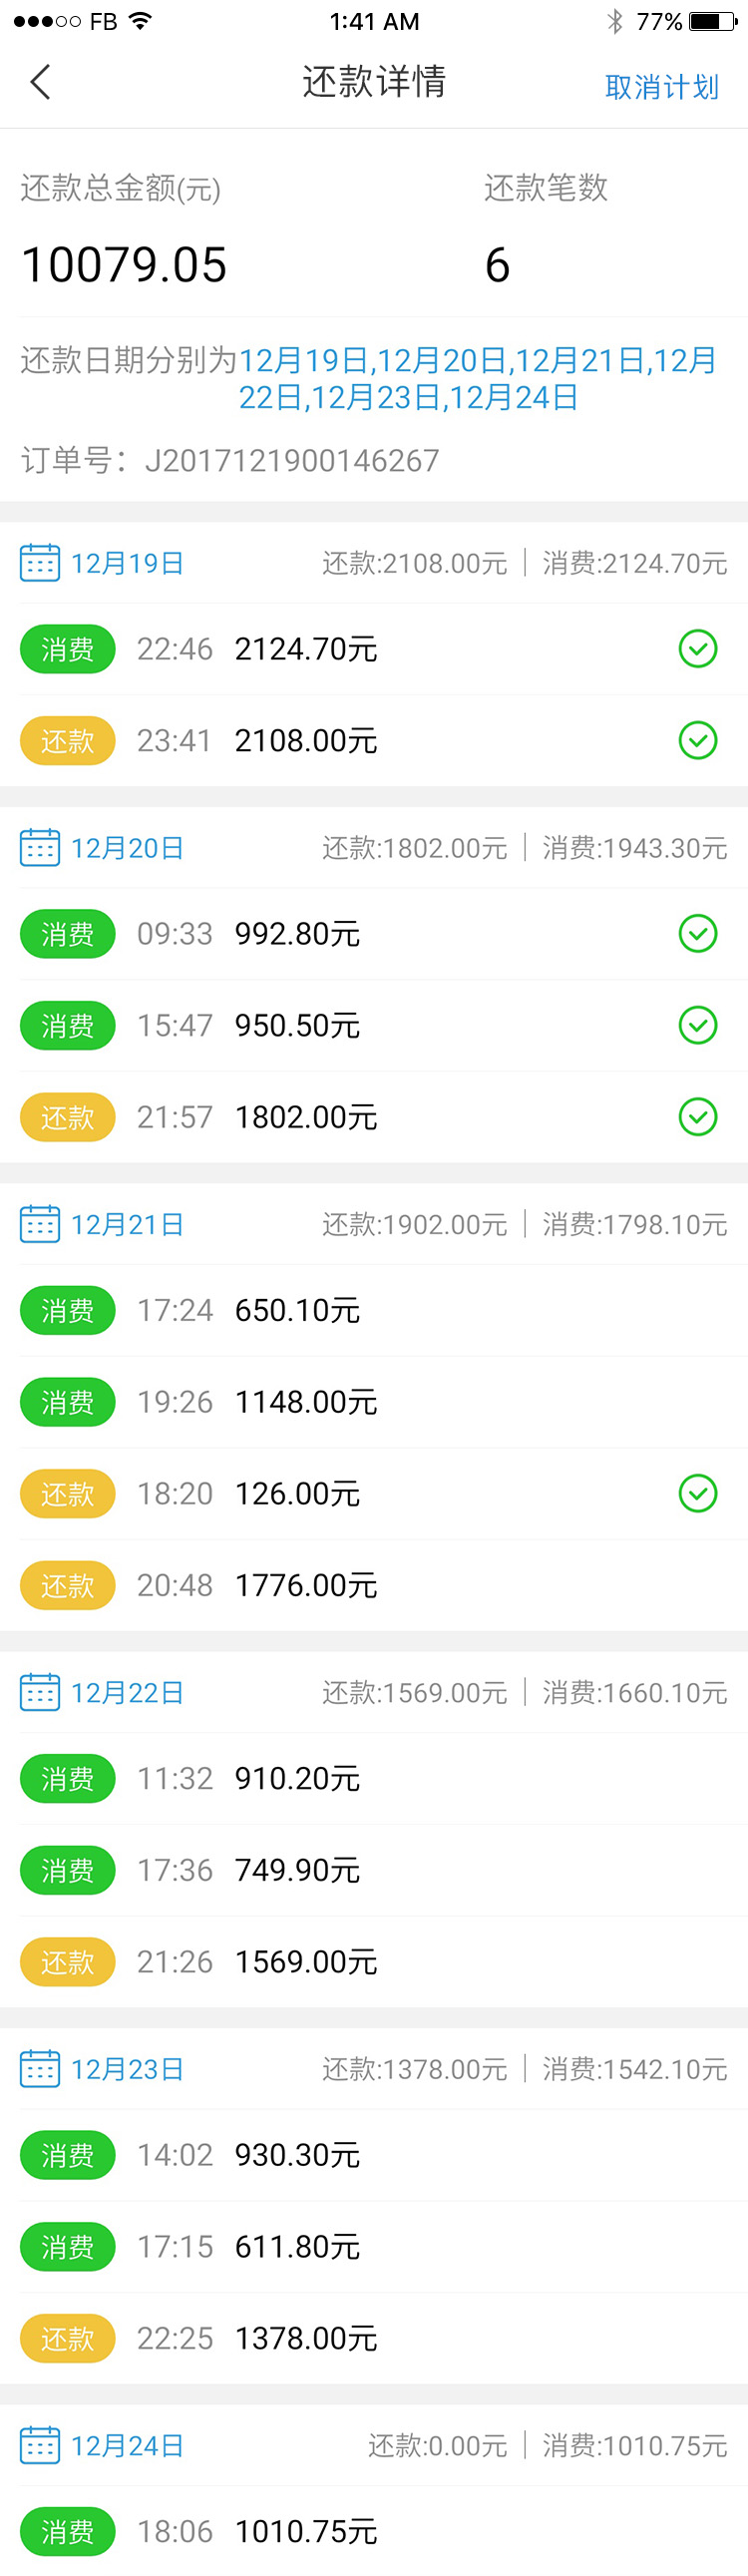 FB 1:41 AM 77%
还款详情 取消计划
还款总金额(元) 还款笔数
10079.05 6
还款日期分别为12月19日,12月20日,12月21日,12月
22日,12月23日,12月24日
订单号：J2017121900146267
12月19日 还款:2108.00元 | 消费:2124.70元
消费 22:46 2124.70元
还款 23:41 2108.00元
12月20日 还款:1802.00元 | 消费:1943.30元
消费 09:33 992.80元
消费 15:47 950.50元
还款 21:57 1802.00元
12月21日 还款:1902.00元 | 消费:1798.10元
消费 17:24 650.10元
消费 19:26 1148.00元
还款 18:20 126.00元
还款 20:48 1776.00元
12月22日 还款:1569.00元 | 消费:1660.10元
消费 11:32 910.20元
消费 17:36 749.90元
还款 21:26 1569.00元
12月23日 还款:1378.00元 | 消费:1542.10元
消费 14:02 930.30元
消费 17:15 611.80元
还款 22:25 1378.00元
12月24日 还款:0.00元 | 消费:1010.75元
消费 18:06 1010.75元